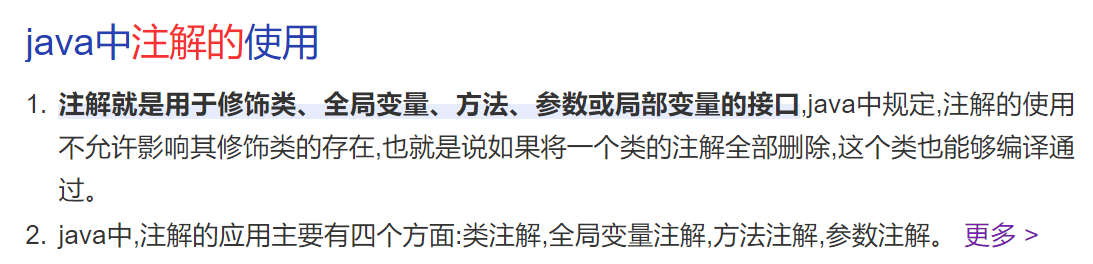 java中注解的使用
1. 注解就是用于修饰类、全局变量、方法、参数或局部变量的接口,java中规定,注解的使用
不允许影响其修饰类的存在,也就是说如果将一个类的注解全部删除,这个类也能够编译通
过。
2. java中,注解的应用主要有四个方面:类注解,全局变量注解,方法注解,参数注解。 更多 >